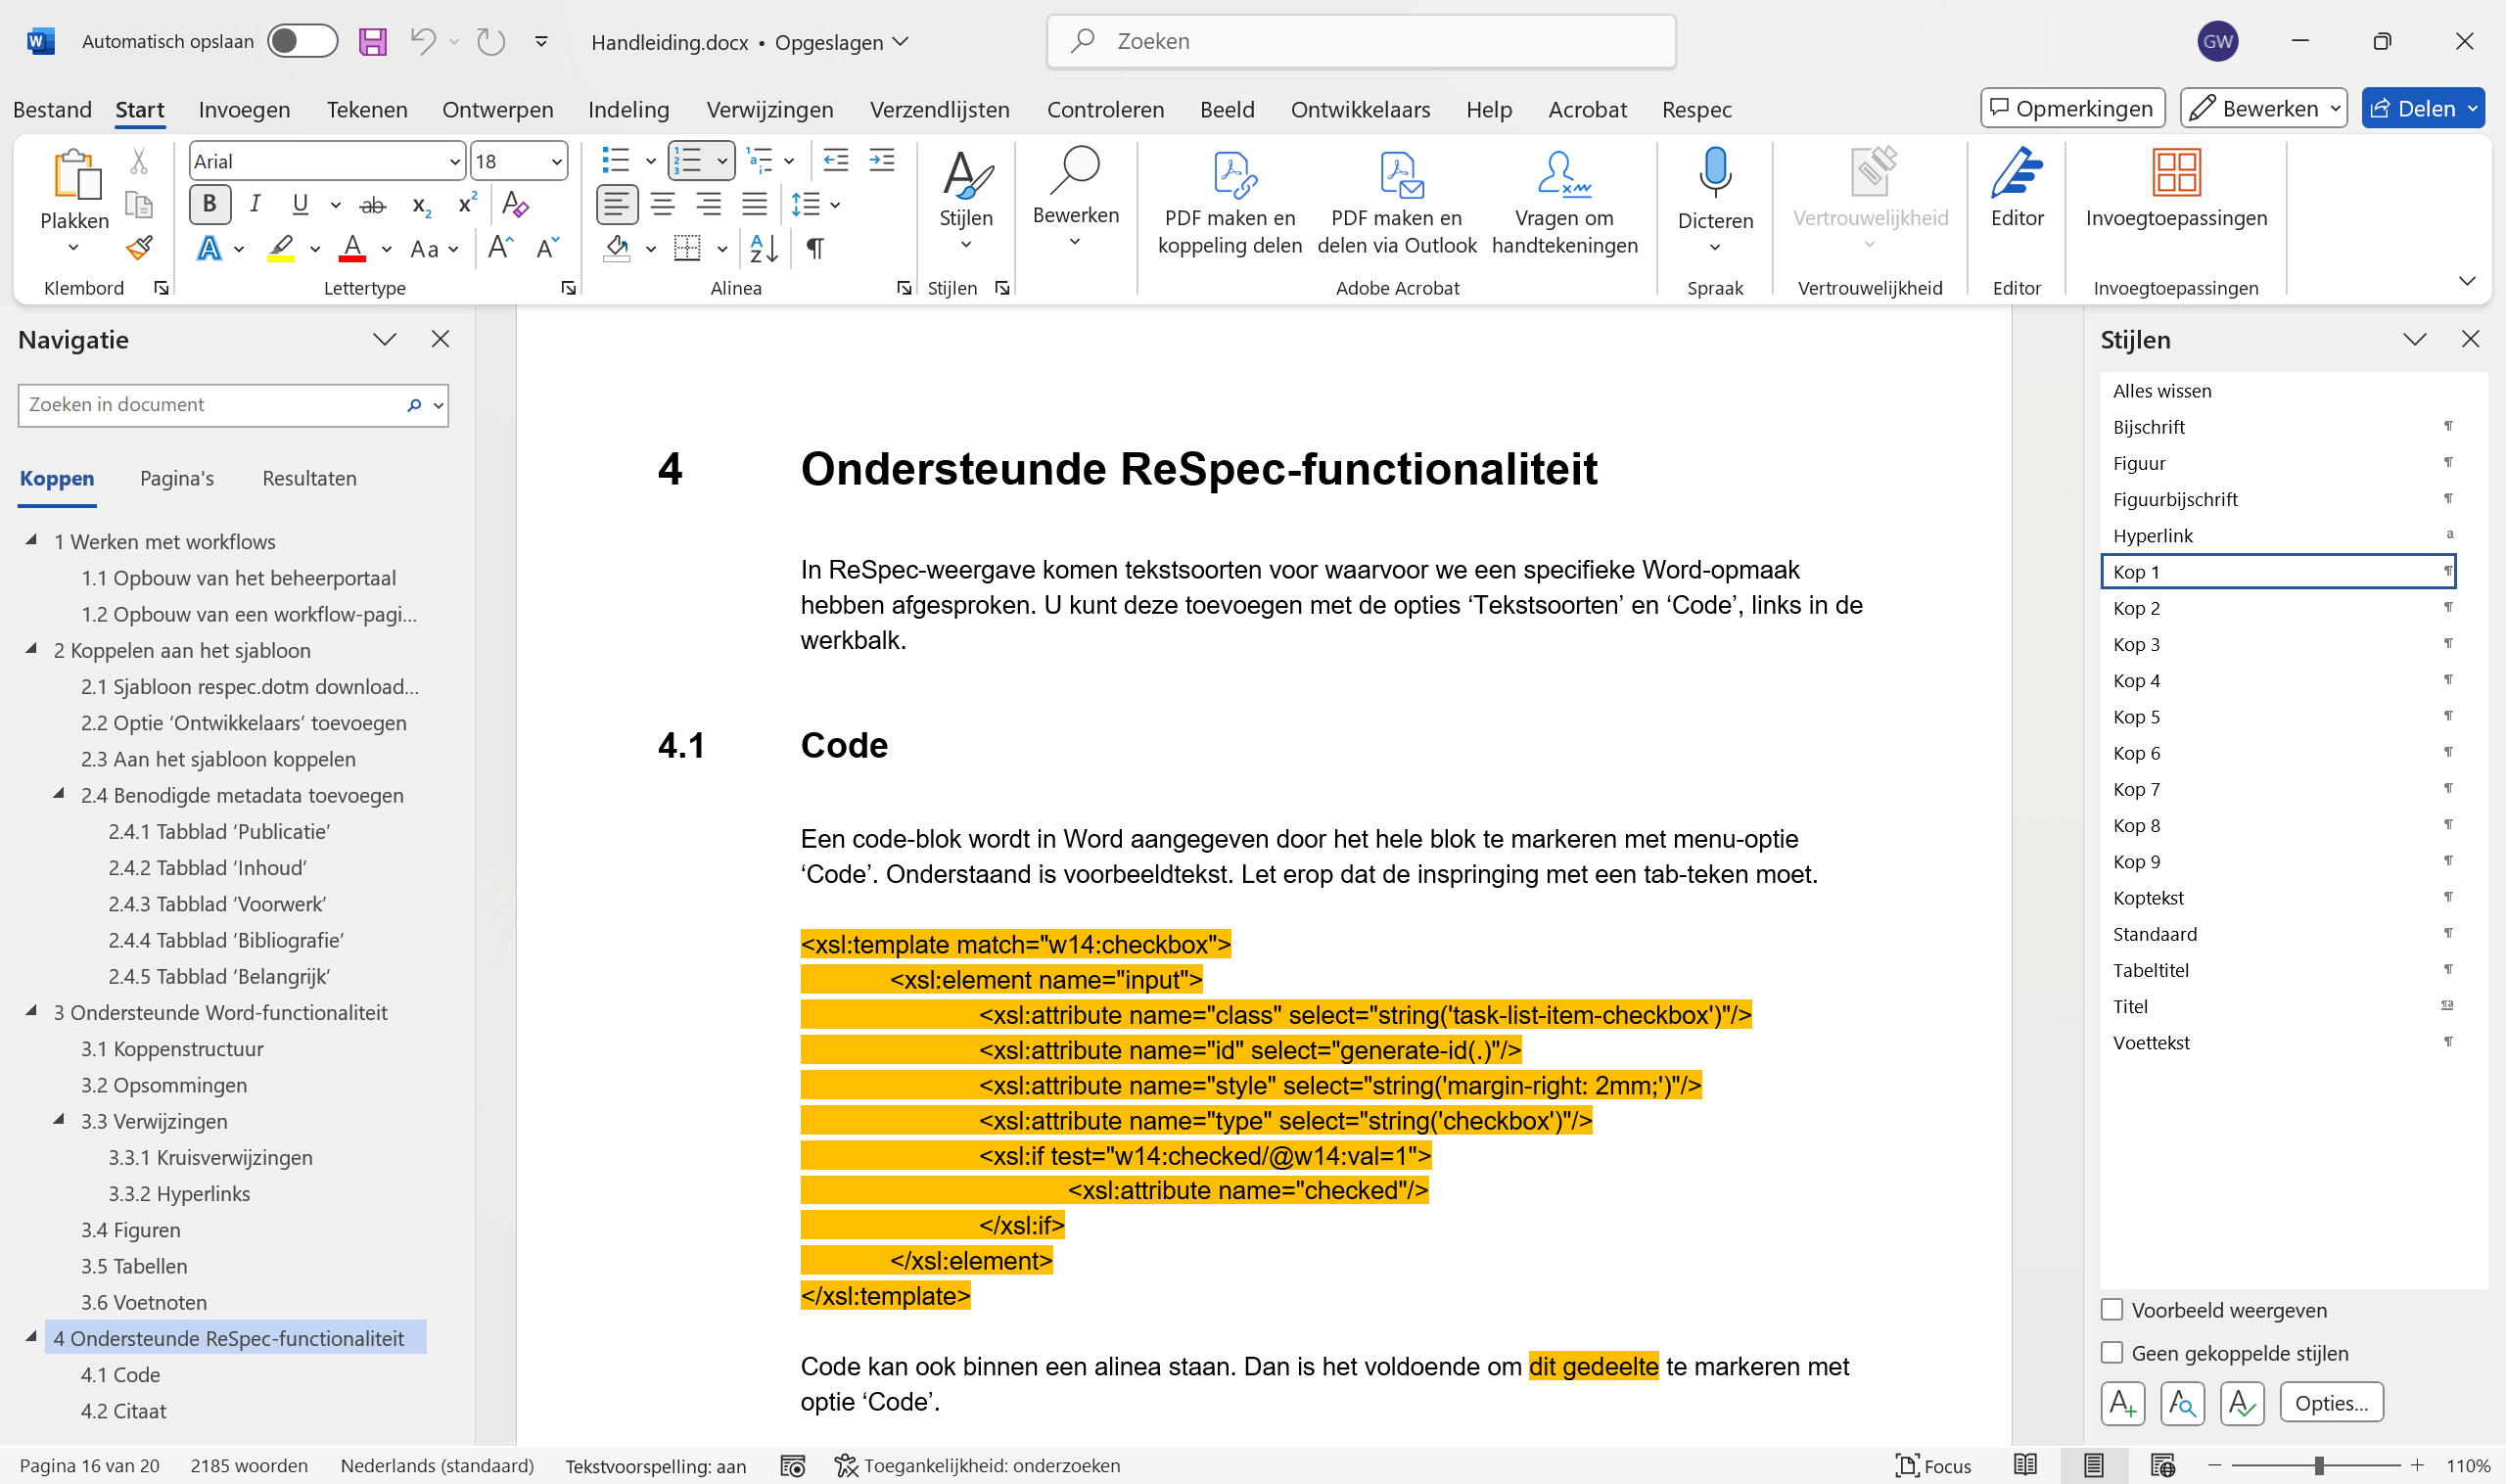 Automatisch opslaan
Handleiding.docx • Opgeslagen
Zoeken
GW
Bestand Start Invoegen Tekenen Ontwerpen Indeling Verwijzingen Verzendlijsten Controleren Beeld Ontwikkelaars Help Acrobat Respec
Opmerkingen Bewerken Delen
Plakken
Klembord
Arial 18
Lettertype
Alinea
Stijlen
Stijlen
Bewerken
PDF maken en
koppeling delen
PDF maken en
delen via Outlook
Vragen om
handtekeningen
Adobe Acrobat
Dicteren
Spraak
Vertrouwelijkheid
Vertrouwelijkheid
Editor
Editor
Invoegtoepassingen
Invoegtoepassingen
Navigatie
Zoeken in document
Koppen Pagina's Resultaten
1 Werken met workflows
1.1 Opbouw van het beheerportaal
1.2 Opbouw van een workflow-pagi...
2 Koppelen aan het sjabloon
2.1 Sjabloon respec.dotm download...
2.2 Optie ‘Ontwikkelaars’ toevoegen
2.3 Aan het sjabloon koppelen
2.4 Benodigde metadata toevoegen
2.4.1 Tabblad ‘Publicatie’
2.4.2 Tabblad ‘Inhoud’
2.4.3 Tabblad ‘Voorwerk’
2.4.4 Tabblad ‘Bibliografie’
2.4.5 Tabblad ‘Belangrijk’
3 Ondersteunde Word-functionaliteit
3.1 Koppenstructuur
3.2 Opsommingen
3.3 Verwijzingen
3.3.1 Kruisverwijzingen
3.3.2 Hyperlinks
3.4 Figuren
3.5 Tabellen
3.6 Voetnoten
4 Ondersteunde ReSpec-functionaliteit
4.1 Code
4.2 Citaat
4 Ondersteunde ReSpec-functionaliteit
In ReSpec-weergave komen tekstsoorten voor waarvoor we een specifieke Word-opmaak
hebben afgesproken. U kunt deze toevoegen met de opties ‘Tekstsoorten’ en ‘Code’, links in de
werkbalk.
4.1 Code
Een code-blok wordt in Word aangegeven door het hele blok te markeren met menu-optie
‘Code’. Onderstaand is voorbeeldtekst. Let erop dat de inspringing met een tab-teken moet.
<xsl:template match="w14:checkbox">
<xsl:element name="input">
<xsl:attribute name="class" select="string('task-list-item-checkbox')"/>
<xsl:attribute name="id" select="generate-id(.)"/>
<xsl:attribute name="style" select="string('margin-right: 2mm;')"/>
<xsl:attribute name="type" select="string('checkbox')"/>
<xsl:if test="w14:checked/@w14:val=1">
<xsl:attribute name="checked"/>
</xsl:if>
</xsl:element>
</xsl:template>
Code kan ook binnen een alinea staan. Dan is het voldoende om dit gedeelte te markeren met
optie ‘Code’.
Stijlen
Alles wissen
Bijschrift
Figuur
Figuurbijschrift
Hyperlink
Kop 1
Kop 2
Kop 3
Kop 4
Kop 5
Kop 6
Kop 7
Kop 8
Kop 9
Koptekst
Standaard
Tabeltitel
Titel
Voettekst
Voorbeeld weergeven
Geen gekoppelde stijlen
Opties...
Pagina 16 van 20 2185 woorden Nederlands (standaard) Tekstvoorspelling: aan Toegankelijkheid: onderzoeken Focus 110%